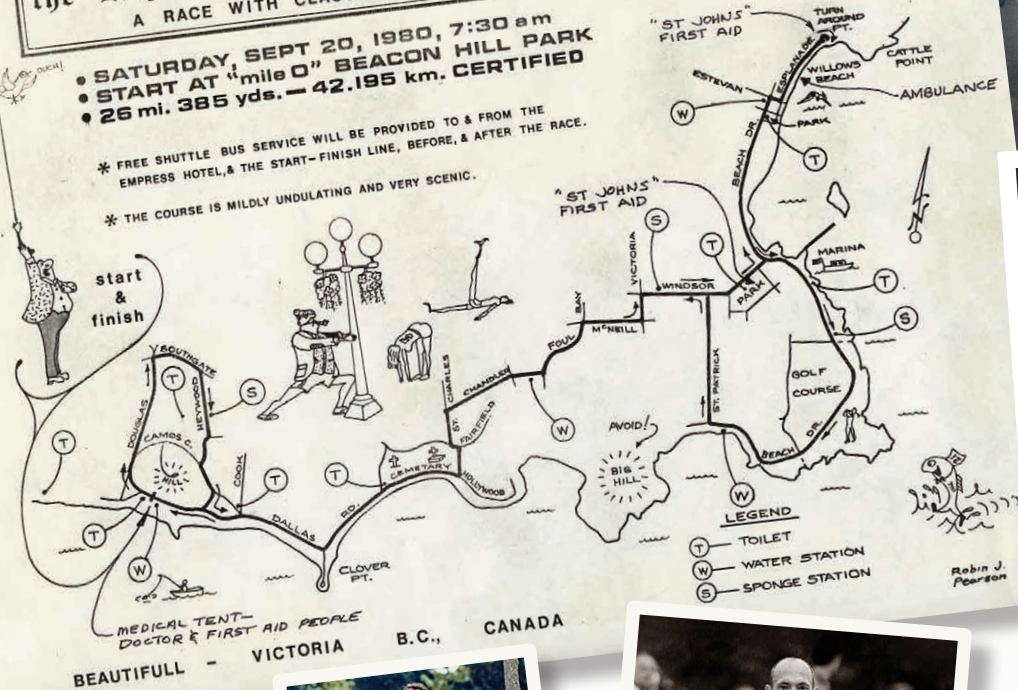 the
A RACE WITH
• SATURDAY, SEPT 20, 1980, 7:30 am
• START AT "mile 0" BEACON HILL PARK
• 26 mi. 385 yds. — 42.195 km. CERTIFIED
* FREE SHUTTLE BUS SERVICE WILL BE PROVIDED TO & FROM THE
EMPRESS HOTEL, & THE START-FINISH LINE, BEFORE, & AFTER THE RACE.
* THE COURSE IS MILDLY UNDULATING AND VERY SCENIC.
OUCH!
start
&
finish
"ST JOHNS"
FIRST AID
TURN
AROUND
PT.
CATTLE
POINT
ESPLANADE
WILLOWS
BEACH
AMBULANCE
ESTEVAN
W
PARK
T
BEACH DR.
"ST JOHNS"
FIRST AID
S
T
VICTORIA
WINDSOR
PARK
MARINA
T
S
BAY
FOUL
McNEILL
ST. PATRICK
GOLF
COURSE
BEACH DR.
SOUTHGATE
T
HEYWOOD
S
DOUGLAS
CAMOS C.
BIG
HILL
T
COOK
T
T
ST. CHARLES
CHANDLER
FAIRFIELD
W
CEMETARY
HOLLYWOOD
DALLAS RD.
CLOVER
PT.
AVOID!
BIG
HILL
W
T
W
MEDICAL TENT—
DOCTOR & FIRST AID PEOPLE
LEGEND
T — TOILET
W — WATER STATION
S — SPONGE STATION
Robin J.
Pearson
BEAUTIFULL – VICTORIA B.C., CANADA